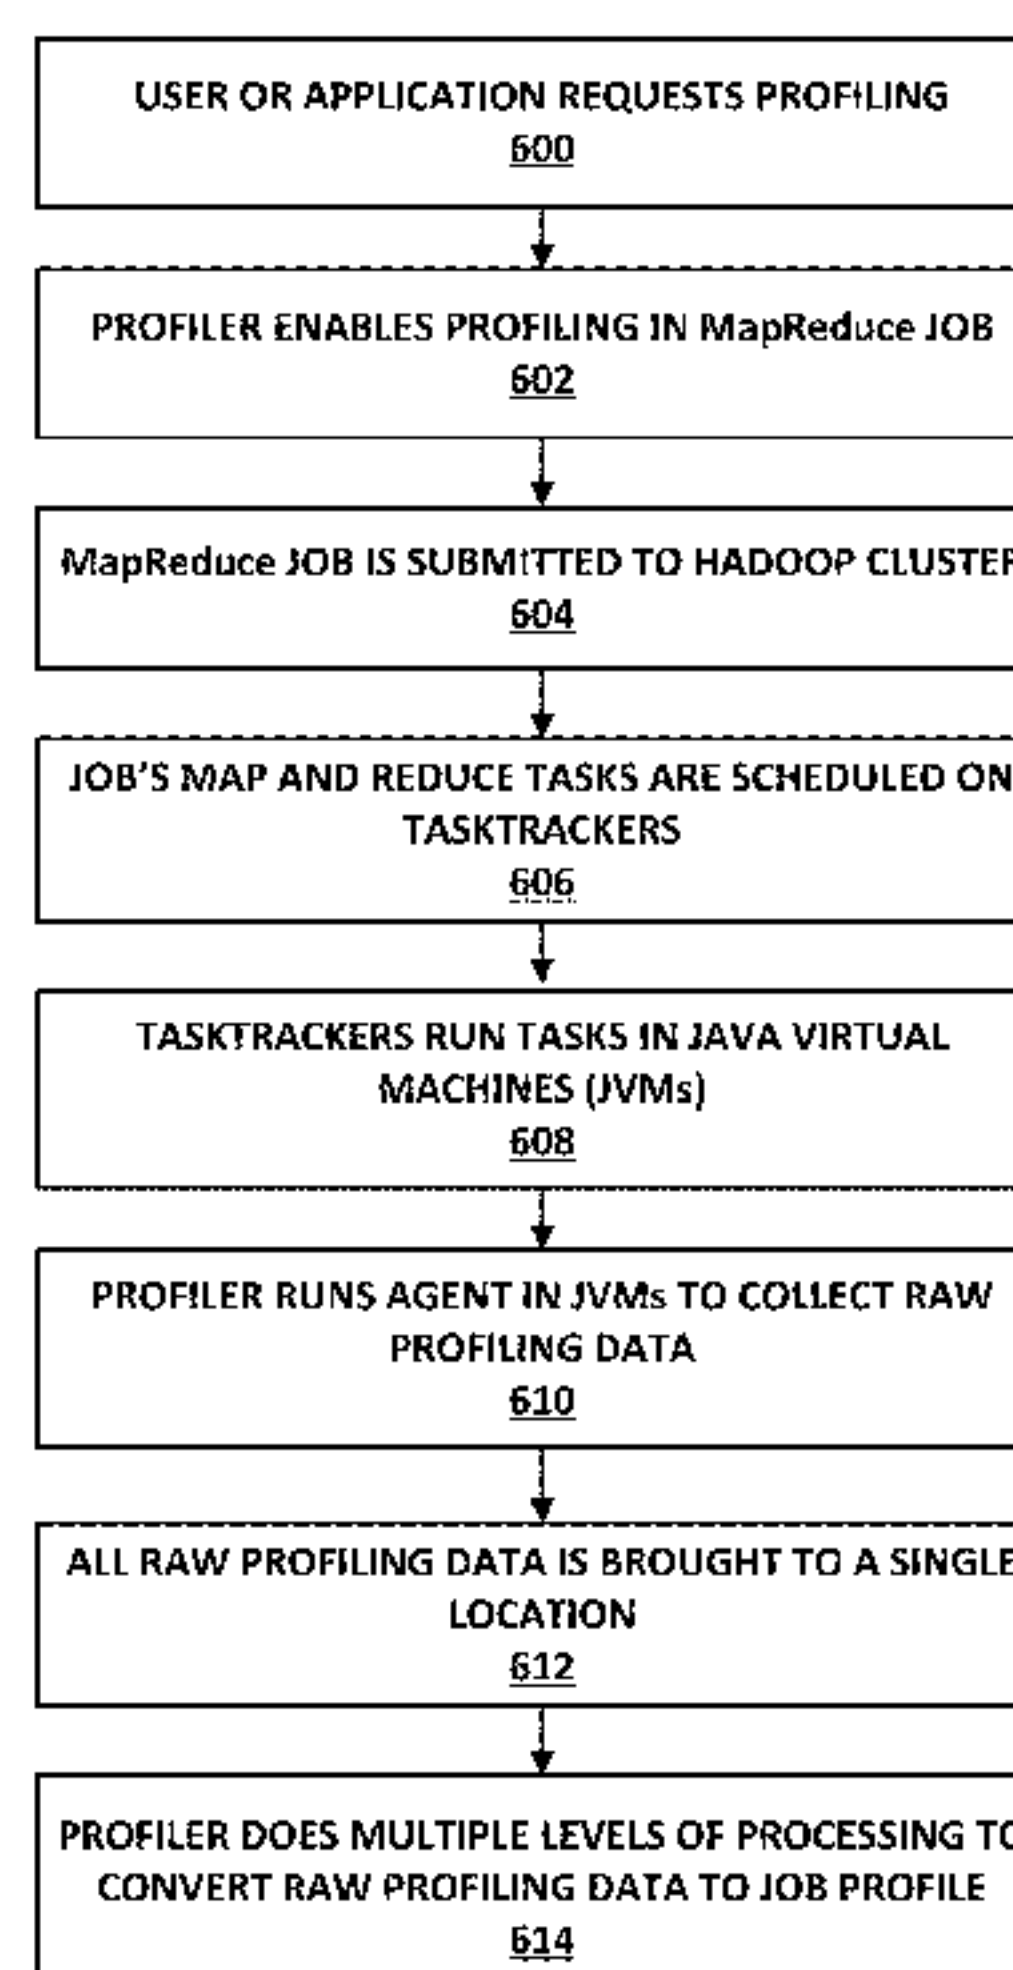 USER OR APPLICATION REQUESTS PROFILING
600
PROFILER ENABLES PROFILING IN MapReduce JOB
602
MapReduce JOB IS SUBMITTED TO HADOOP CLUSTER
604
JOB'S MAP AND REDUCE TASKS ARE SCHEDULED ON
TASKTRACKERS
606
TASKTRACKERS RUN TASKS IN JAVA VIRTUAL
MACHINES (JVMs)
608
PROFILER RUNS AGENT IN JVMs TO COLLECT RAW
PROFILING DATA
610
ALL RAW PROFILING DATA IS BROUGHT TO A SINGLE
LOCATION
612
PROFILER DOES MULTIPLE LEVELS OF PROCESSING TO
CONVERT RAW PROFILING DATA TO JOB PROFILE
614